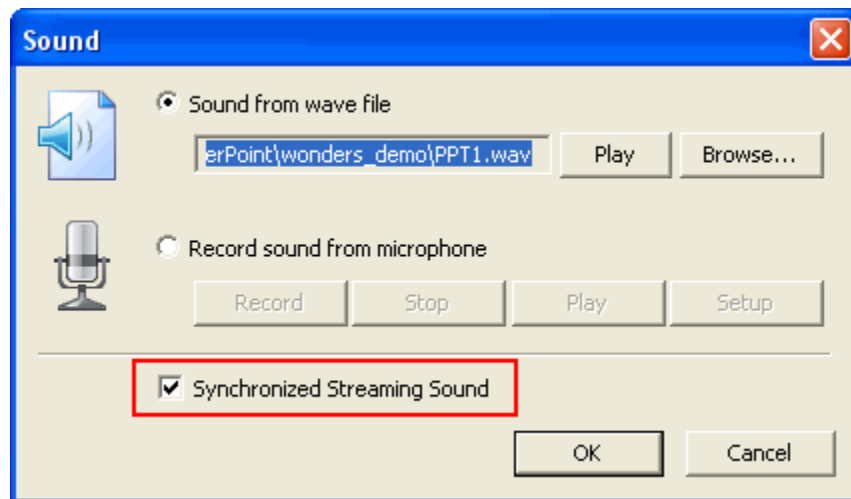 Sound
Sound from wave file
erPoint\wonders_demo\PPT1.wav Play Browse...
Record sound from microphone
Record Stop Play Setup
Synchronized Streaming Sound
OK Cancel